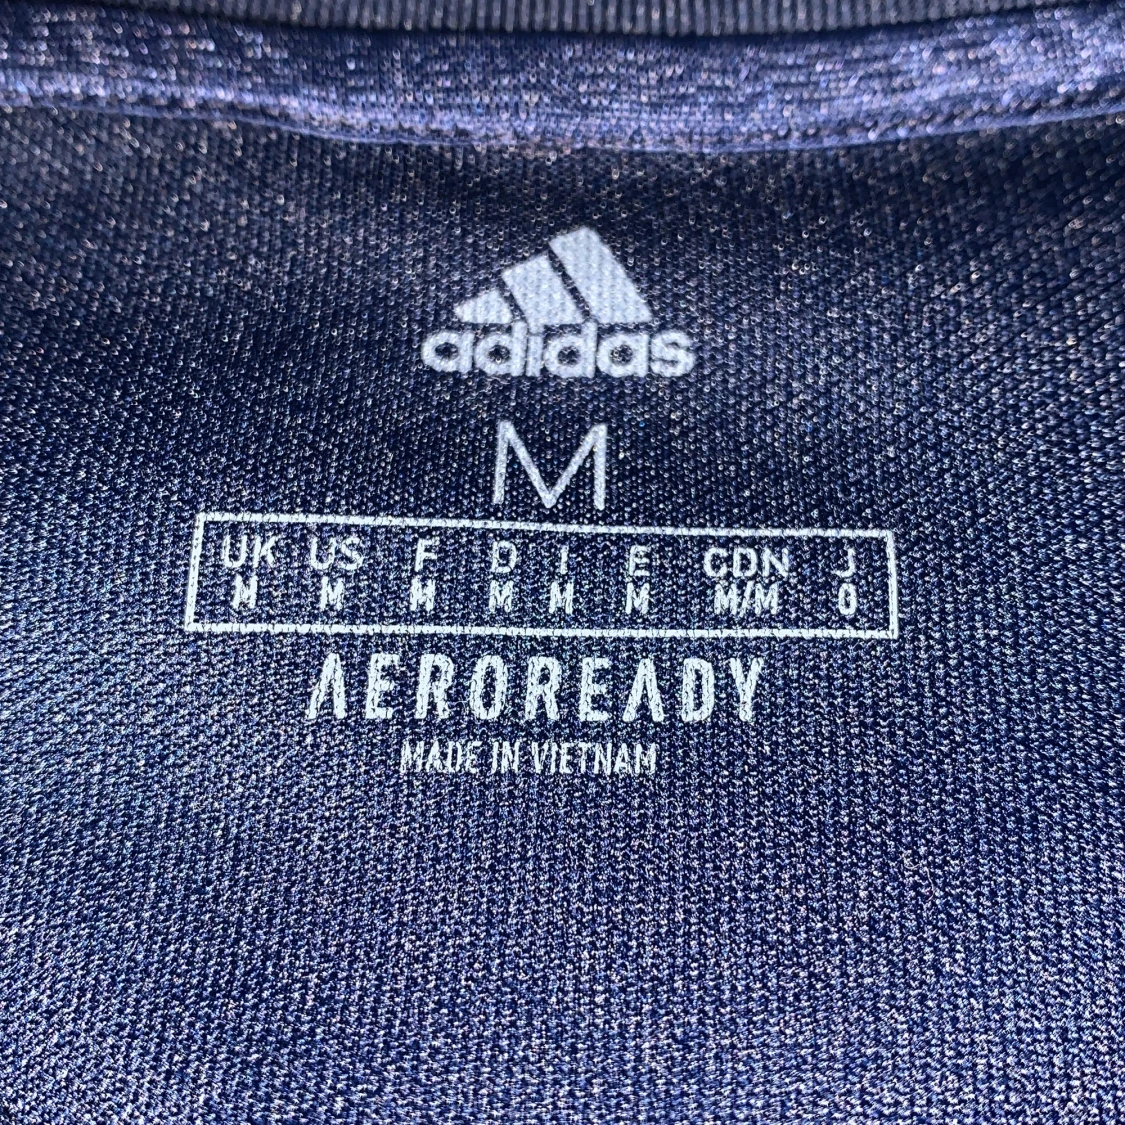 adidas
M
UK US F D I E CDN J
M M M M M M M/M O
AEROREADY
MADE IN VIETNAM